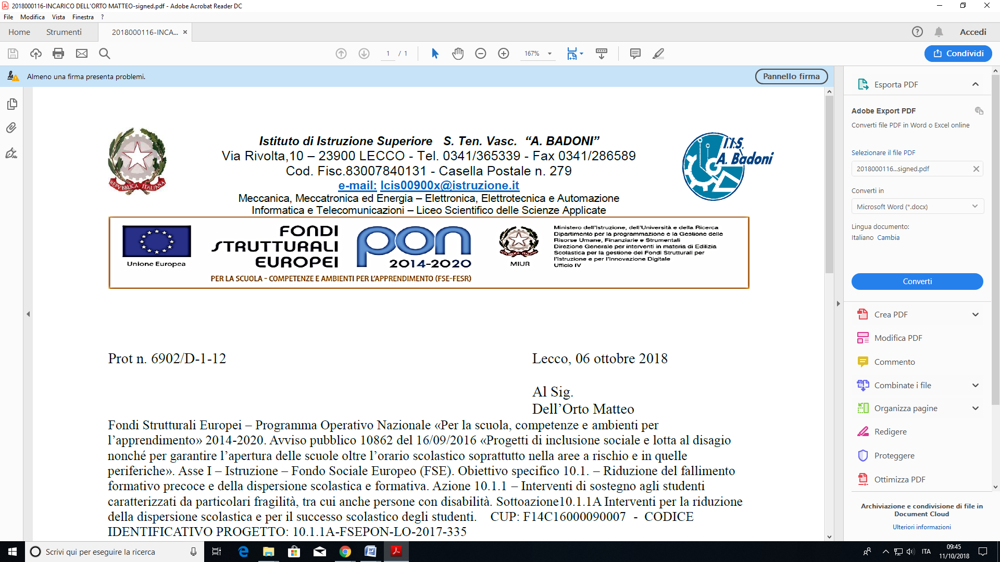 2018000116-INCARICO DELL'ORTO MATTEO-signed.pdf - Adobe Acrobat Reader DC
File Modifica Vista Finestra ?
Home Strumenti 2018000116-INCA... × Accedi
1 / 1 167% Condividi
Almeno una firma presenta problemi. Pannello firma
REPVBBLICA ITALIANA
Istituto di Istruzione Superiore S. Ten. Vasc. “A. BADONI”
Via Rivolta,10 – 23900 LECCO - Tel. 0341/365339 - Fax 0341/286589
Cod. Fisc.83007840131 - Casella Postale n. 279
e-mail: lcis00900x@istruzione.it
Meccanica, Meccatronica ed Energia – Elettronica, Elettrotecnica e Automazione
Informatica e Telecomunicazioni – Liceo Scientifico delle Scienze Applicate
I.I.S.
A. Badoni
Unione Europea
FONDI
STRUTTURALI
EUROPEI
pon
2014-2020
PER LA SCUOLA - COMPETENZE E AMBIENTI PER L'APPRENDIMENTO (FSE-FESR)
MIUR
Ministero dell'Istruzione, dell'Università e della Ricerca
Dipartimento per la programmazione e la Gestione delle
Risorse Umane, Finanziarie e Strumentali
Direzione Generale per interventi in materia di Edilizia
Scolastica per la gestione dei Fondi Strutturali per
l'Istruzione e per l'Innovazione Digitale
Ufficio IV
Prot n. 6902/D-1-12 Lecco, 06 ottobre 2018
Al Sig.
Dell’Orto Matteo
Fondi Strutturali Europei – Programma Operativo Nazionale «Per la scuola, competenze e ambienti per
l’apprendimento» 2014-2020. Avviso pubblico 10862 del 16/09/2016 «Progetti di inclusione sociale e lotta al disagio
nonché per garantire l’apertura delle scuole oltre l’orario scolastico soprattutto nella aree a rischio e in quelle
periferiche». Asse I – Istruzione – Fondo Sociale Europeo (FSE). Obiettivo specifico 10.1. – Riduzione del fallimento
formativo precoce e della dispersione scolastica e formativa. Azione 10.1.1 – Interventi di sostegno agli studenti
caratterizzati da particolari fragilità, tra cui anche persone con disabilità. Sottoazione10.1.1A Interventi per la riduzione
della dispersione scolastica e per il successo scolastico degli studenti. CUP: F14C16000090007 - CODICE
IDENTIFICATIVO PROGETTO: 10.1.1A-FSEPON-LO-2017-335
Esporta PDF
Adobe Export PDF
Converti file PDF in Word o Excel online
Selezionare il file PDF
2018000116...signed.pdf
Converti in
Microsoft Word (*.docx)
Lingua documento:
Italiano Cambia
Converti
Crea PDF
Modifica PDF
Commento
Combinate i file
Organizza pagine
Redigere
Proteggere
Ottimizza PDF
Archiviazione e condivisione di file in
Document Cloud
Ulteriori informazioni
Scrivi qui per eseguire la ricerca
ITA
09:45
11/10/2018